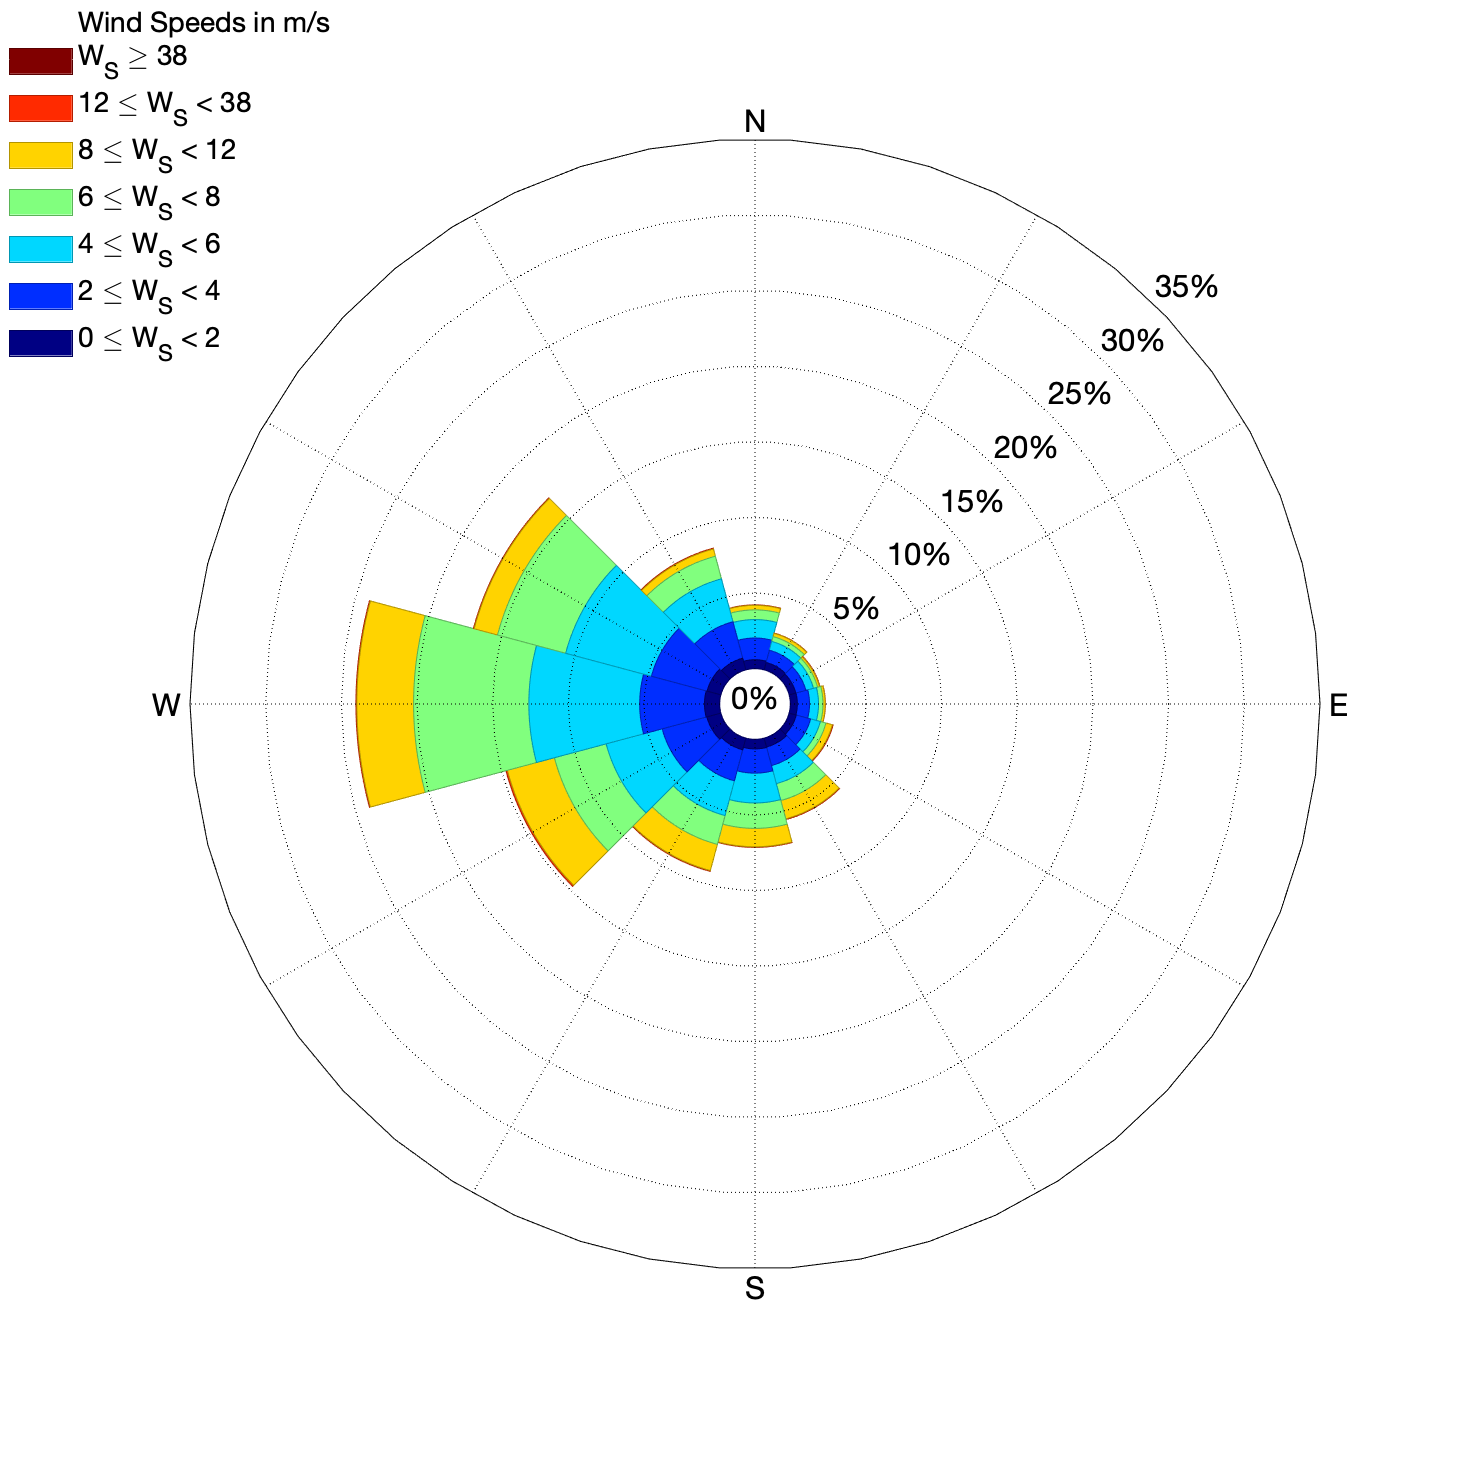 Wind Speeds in m/s
W_S ≥ 38
12 ≤ W_S < 38
8 ≤ W_S < 12
6 ≤ W_S < 8
4 ≤ W_S < 6
2 ≤ W_S < 4
0 ≤ W_S < 2
N
35%
30%
25%
20%
15%
10%
5%
0%
W
E
S